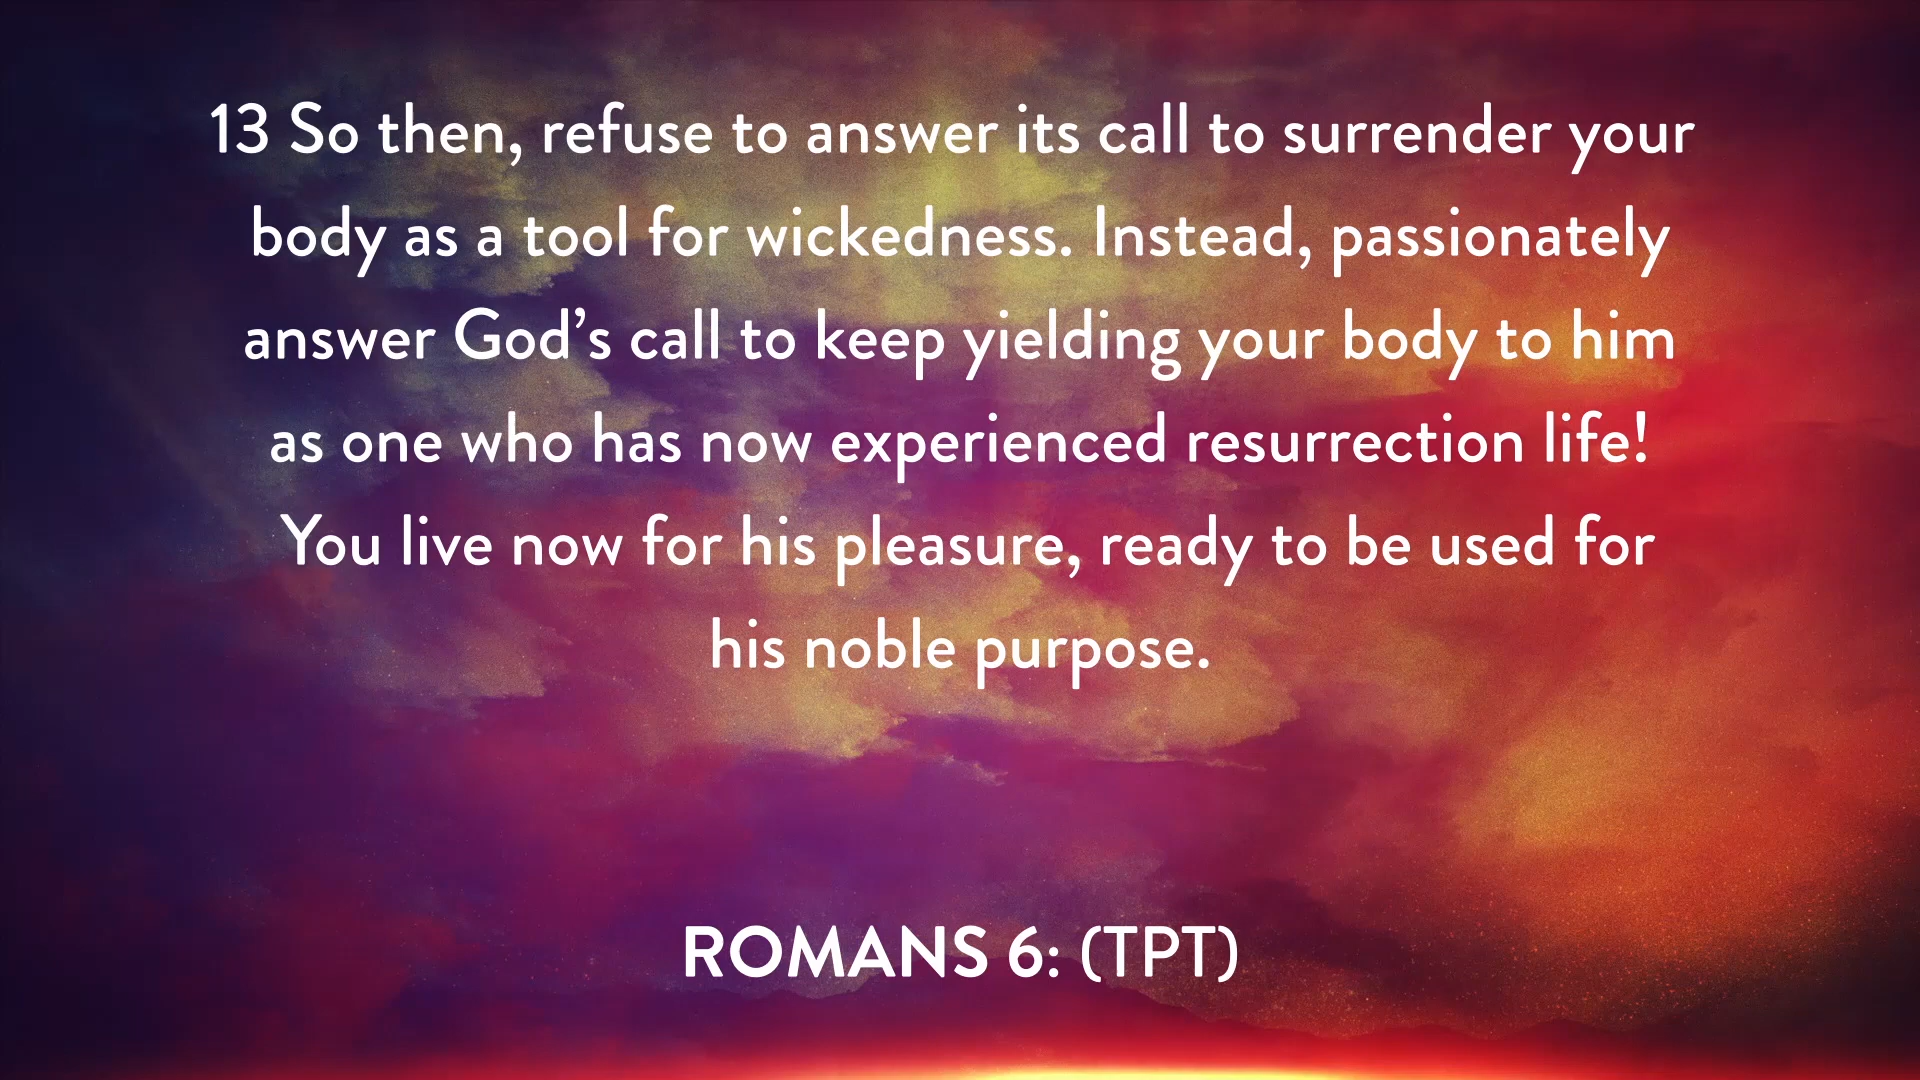 13 So then, refuse to answer its call to surrender your
body as a tool for wickedness. Instead, passionately
answer God’s call to keep yielding your body to him
as one who has now experienced resurrection life!
You live now for his pleasure, ready to be used for
his noble purpose.
ROMANS 6: (TPT)